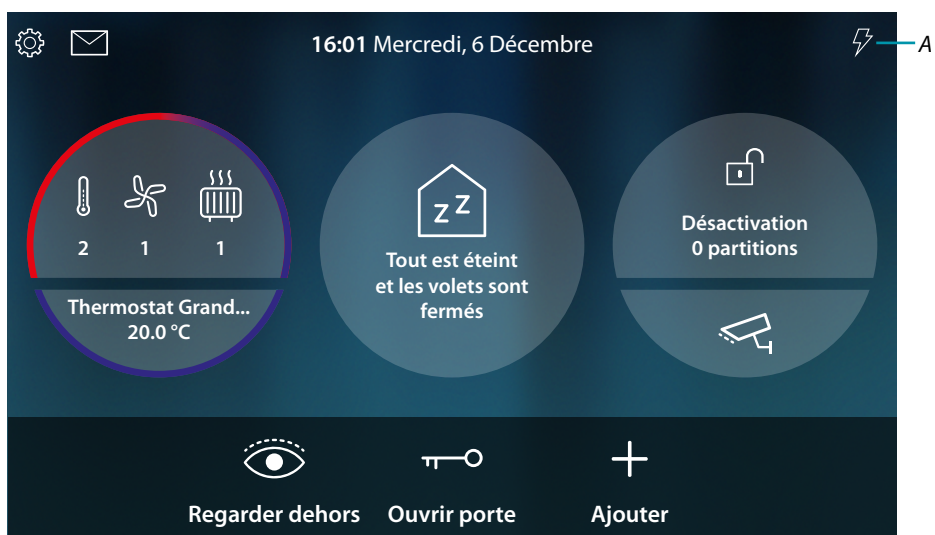 16:01 Mercredi, 6 Décembre
A
2 1 1
Thermostat Grand...
20.0 °C
zZ
Tout est éteint
et les volets sont
fermés
Désactivation
0 partitions
Regarder dehors
Ouvrir porte
Ajouter